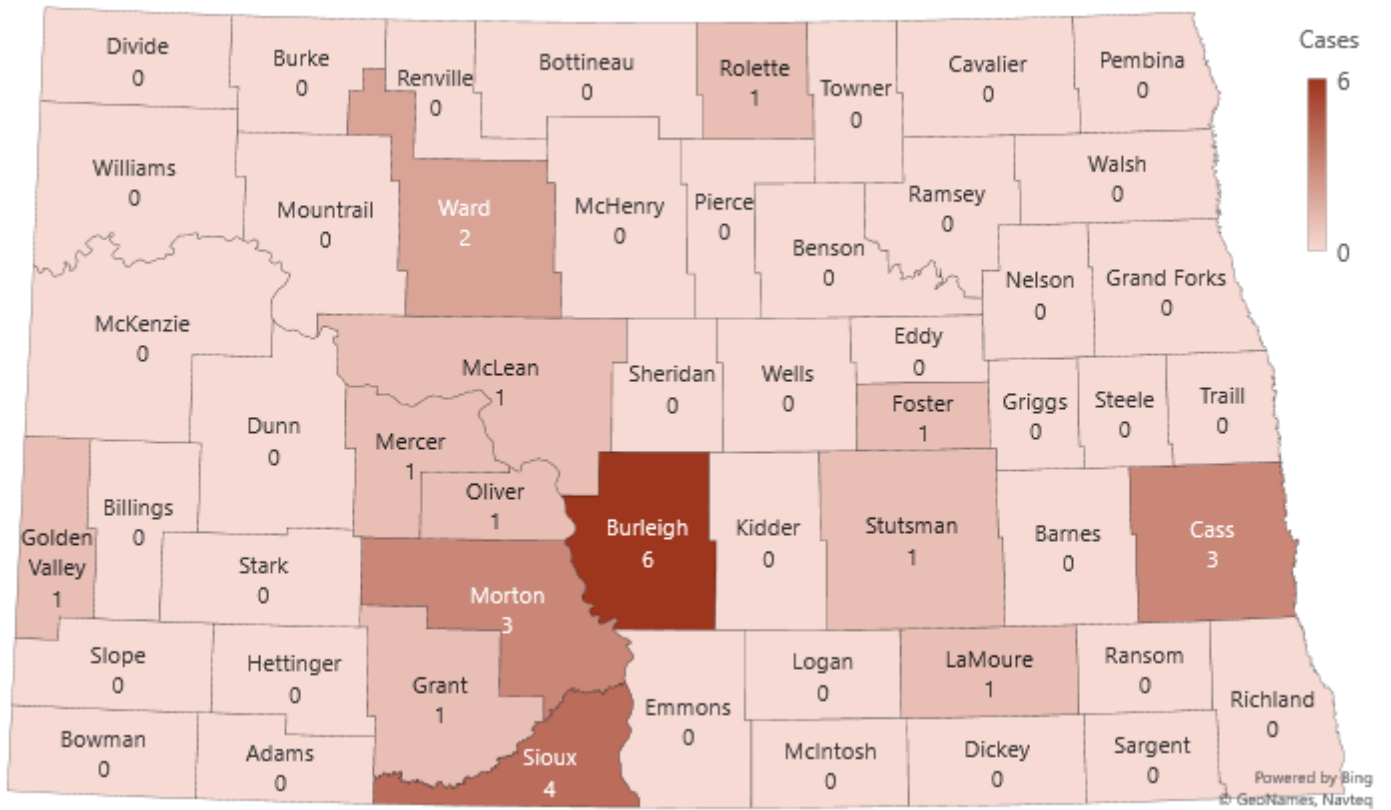 Divide
0
Burke
0
Renville
0
Bottineau
0
Rolette
1
Towner
0
Cavalier
0
Pembina
0
Cases
6
0
Williams
0
Mountrail
0
Ward
2
McHenry
0
Pierce
0
Benson
0
Ramsey
0
Walsh
0
Nelson
0
Grand Forks
0
McKenzie
0
Dunn
0
McLean
1
Mercer
1
Oliver
1
Sheridan
0
Wells
0
Eddy
0
Foster
1
Griggs
0
Steele
0
Traill
0
Golden
Valley
1
Billings
0
Stark
0
Morton
3
Burleigh
6
Kidder
0
Stutsman
1
Barnes
0
Cass
3
Slope
0
Hettinger
0
Grant
1
Sioux
4
Emmons
0
Logan
0
LaMoure
1
Ransom
0
Richland
0
Bowman
0
Adams
0
McIntosh
0
Dickey
0
Sargent
0
Powered by Bing
© GeoNames, Navteq